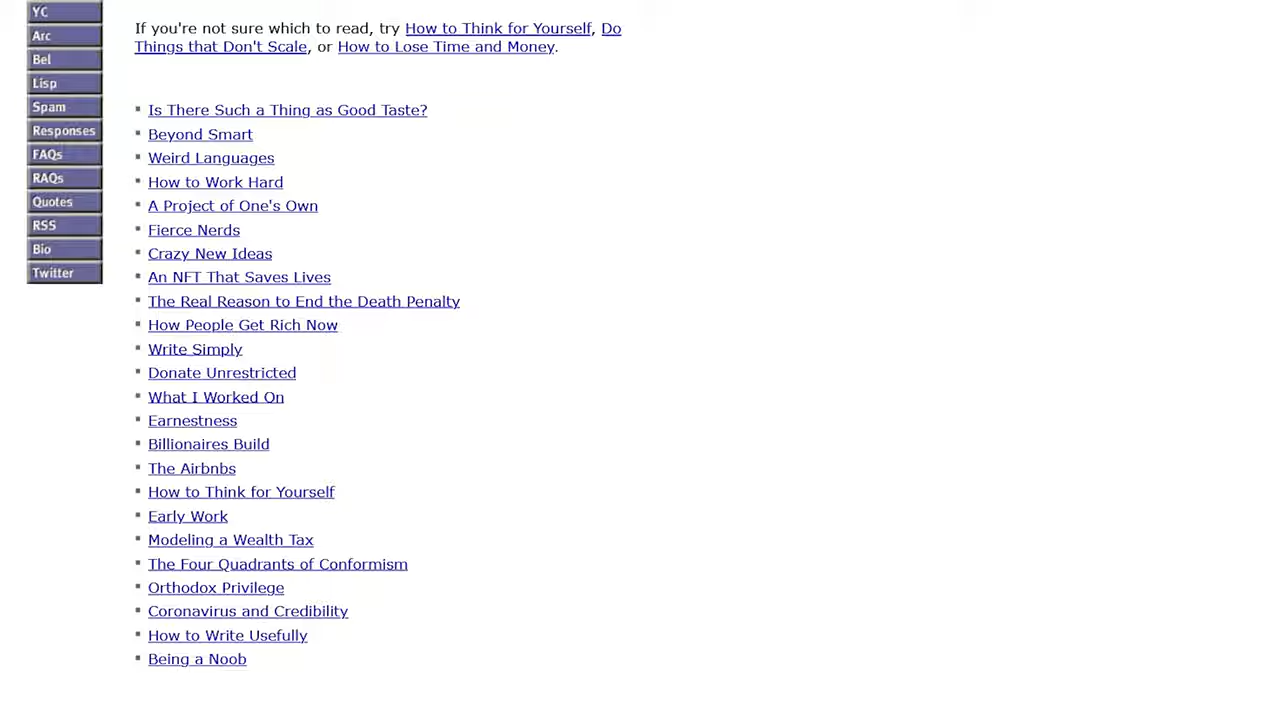 YC
Arc
Bel
Lisp
Spam
Responses
FAQs
RAQs
Quotes
RSS
Bio
Twitter
If you're not sure which to read, try How to Think for Yourself, Do
Things that Don't Scale, or How to Lose Time and Money.
Is There Such a Thing as Good Taste?
Beyond Smart
Weird Languages
How to Work Hard
A Project of One's Own
Fierce Nerds
Crazy New Ideas
An NFT That Saves Lives
The Real Reason to End the Death Penalty
How People Get Rich Now
Write Simply
Donate Unrestricted
What I Worked On
Earnestness
Billionaires Build
The Airbnbs
How to Think for Yourself
Early Work
Modeling a Wealth Tax
The Four Quadrants of Conformism
Orthodox Privilege
Coronavirus and Credibility
How to Write Usefully
Being a Noob